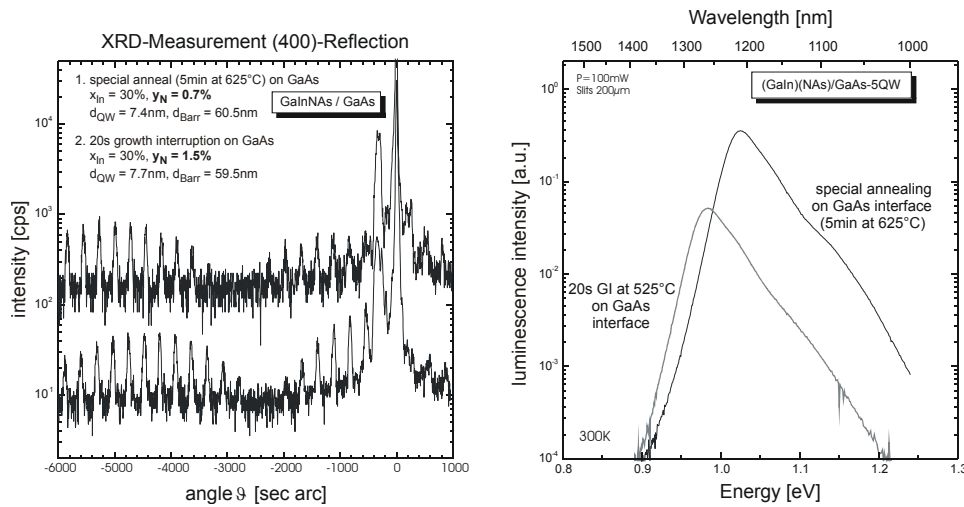 XRD-Measurement (400)-Reflection
1. special anneal (5min at 625°C) on GaAs
x_In = 30%, y_N = 0.7%
d_QW = 7.4nm, d_Barr = 60.5nm
GaInNAs / GaAs
2. 20s growth interruption on GaAs
x_In = 30%, y_N = 1.5%
d_QW = 7.7nm, d_Barr = 59.5nm
intensity [cps]
10^4
10^3
10^2
10^1
-6000 -5000 -4000 -3000 -2000 -1000 0 1000
angle ϑ [sec arc]
Wavelength [nm]
1500 1400 1300 1200 1100 1000
P=100mW
Slits 200µm
(GaIn)(NAs)/GaAs-5QW
luminescence intensity [a.u.]
10^0
10^-1
10^-2
10^-3
10^-4
special annealing
on GaAs interface
(5min at 625°C)
20s GI at 525°C
on GaAs
interface
300K
0.8 0.9 1.0 1.1 1.2 1.3
Energy [eV]